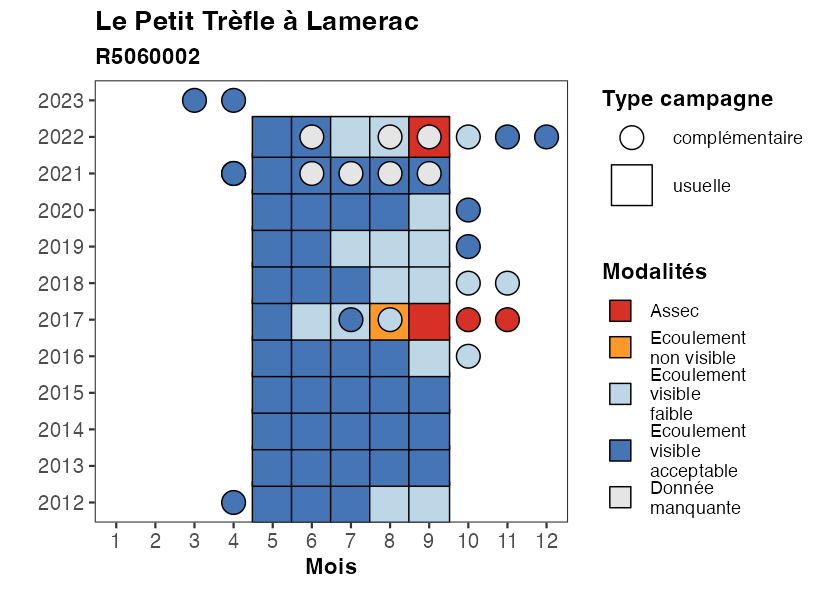 Le Petit Trèfle à Lamerac
R5060002
2023
2022
2021
2020
2019
2018
2017
2016
2015
2014
2013
2012
1 2 3 4 5 6 7 8 9 10 11 12
Mois
Type campagne
complémentaire
usuelle
Modalités
Assec
Ecoulement
non visible
Ecoulement
visible
faible
Ecoulement
visible
acceptable
Donnée
manquante